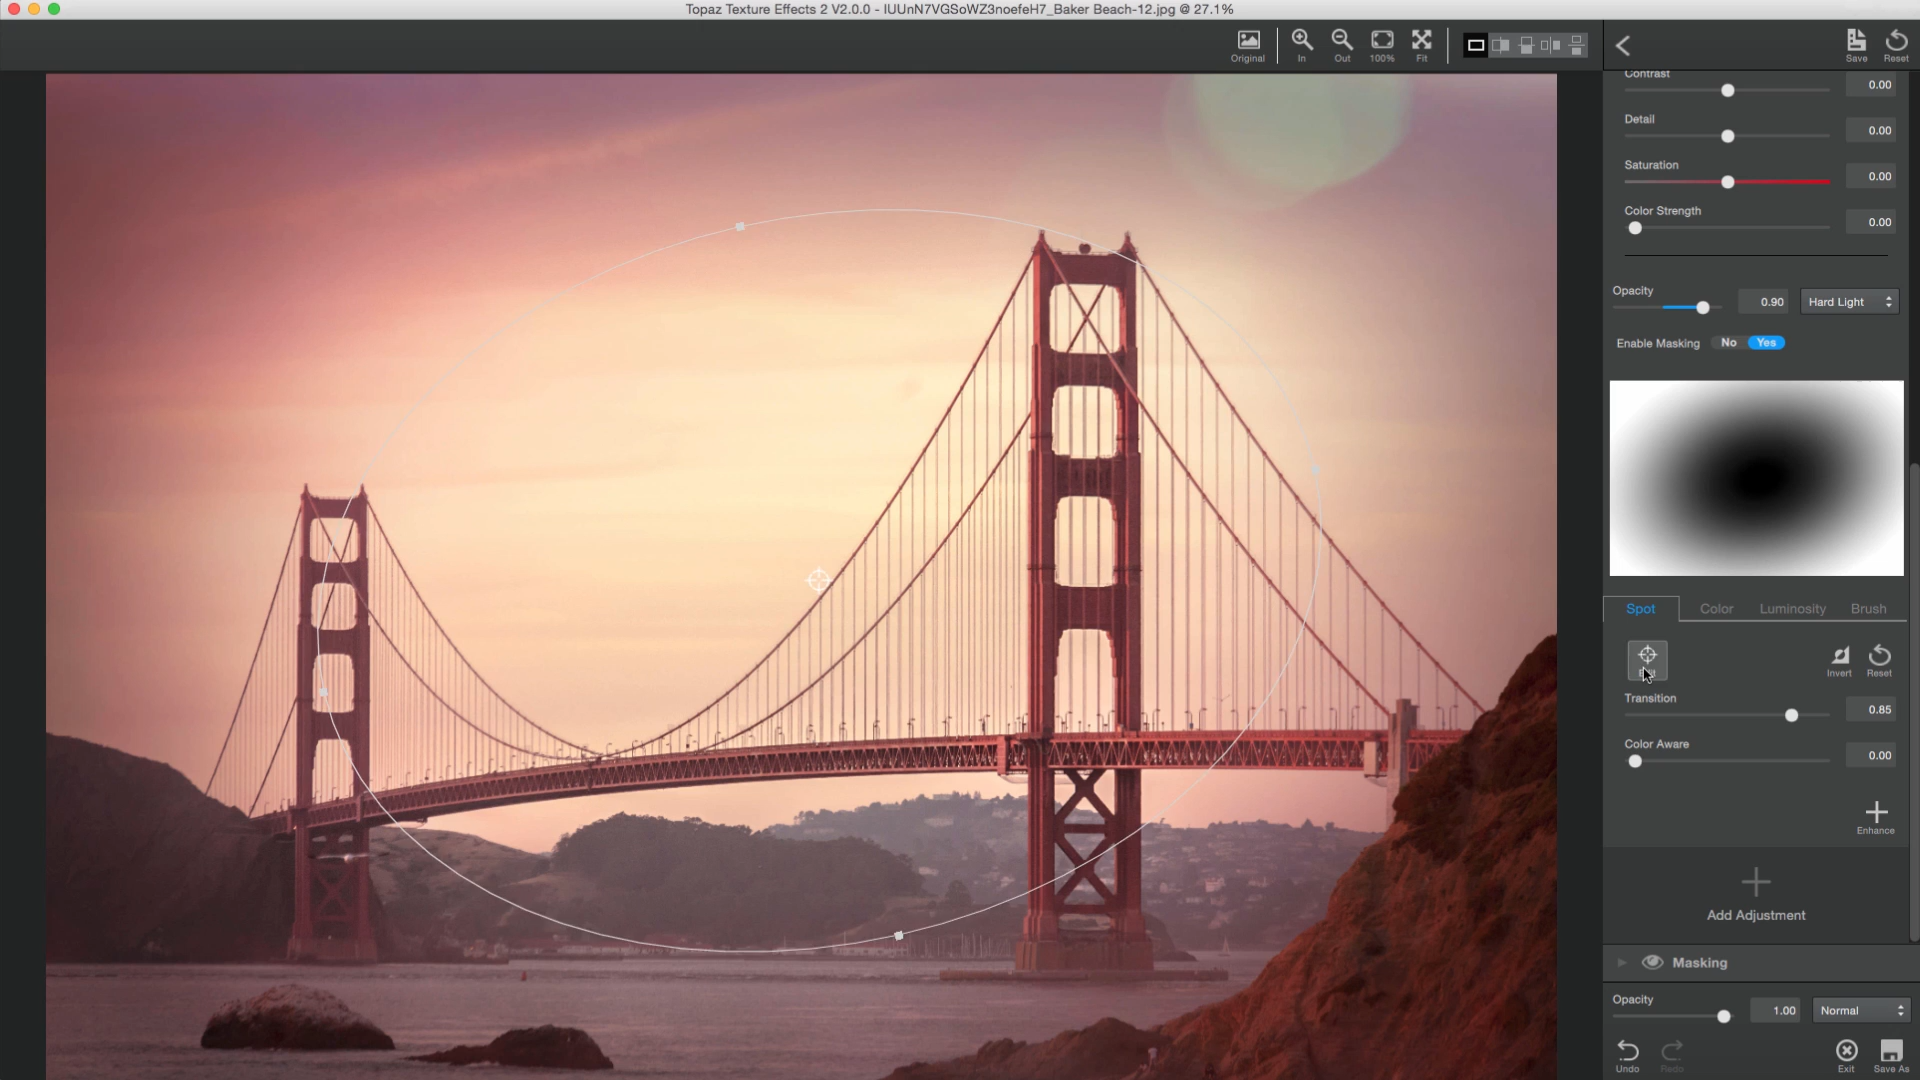 Topaz Texture Effects 2 V2.0.0 - IUUnN7VGSoWZ3noefeH7_Baker Beach-12.jpg @ 27.1%
Original In Out 100% Fit
Save Reset
Contrast 0.00
Detail 0.00
Saturation 0.00
Color Strength 0.00
Opacity 0.90 Hard Light
Enable Masking No Yes
Spot Color Luminosity Brush
Invert Reset
Transition 0.85
Color Aware 0.00
Enhance
Add Adjustment
Masking
Opacity 1.00 Normal
Undo Redo Exit Save As